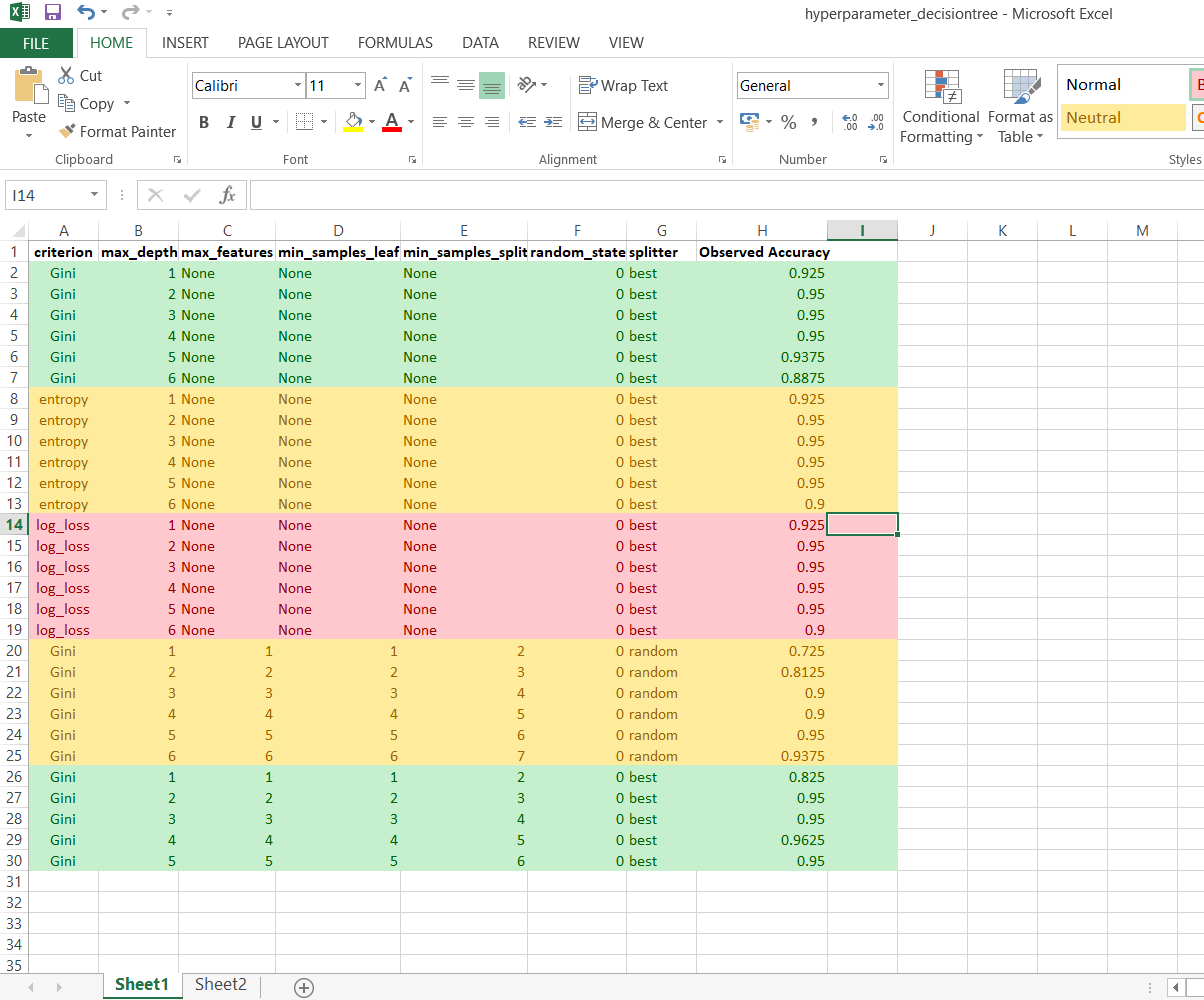 hyperparameter_decisiontree - Microsoft Excel
FILE HOME INSERT PAGE LAYOUT FORMULAS DATA REVIEW VIEW
Paste
Cut
Copy
Format Painter
Clipboard
Calibri 11 A A
B I U A
Font
Wrap Text
Merge & Center
Alignment
General
% , .0 .00 .00 .0
Number
Conditional Formatting
Format as Table
Normal B
Neutral
Styles
I14 fx
A B C D E F G H I J K L M
1 criterion max_depth max_features min_samples_leaf min_samples_split random_state splitter Observed Accuracy
2 Gini 1 None None None 0 best 0.925
3 Gini 2 None None None 0 best 0.95
4 Gini 3 None None None 0 best 0.95
5 Gini 4 None None None 0 best 0.95
6 Gini 5 None None None 0 best 0.9375
7 Gini 6 None None None 0 best 0.8875
8 entropy 1 None None None 0 best 0.925
9 entropy 2 None None None 0 best 0.95
10 entropy 3 None None None 0 best 0.95
11 entropy 4 None None None 0 best 0.95
12 entropy 5 None None None 0 best 0.95
13 entropy 6 None None None 0 best 0.9
14 log_loss 1 None None None 0 best 0.925
15 log_loss 2 None None None 0 best 0.95
16 log_loss 3 None None None 0 best 0.95
17 log_loss 4 None None None 0 best 0.95
18 log_loss 5 None None None 0 best 0.95
19 log_loss 6 None None None 0 best 0.9
20 Gini 1 1 1 2 0 random 0.725
21 Gini 2 2 2 3 0 random 0.8125
22 Gini 3 3 3 4 0 random 0.9
23 Gini 4 4 4 5 0 random 0.9
24 Gini 5 5 5 6 0 random 0.95
25 Gini 6 6 6 7 0 random 0.9375
26 Gini 1 1 1 2 0 best 0.825
27 Gini 2 2 2 3 0 best 0.95
28 Gini 3 3 3 4 0 best 0.95
29 Gini 4 4 4 5 0 best 0.9625
30 Gini 5 5 5 6 0 best 0.95
31
32
33
34
35
Sheet1 Sheet2